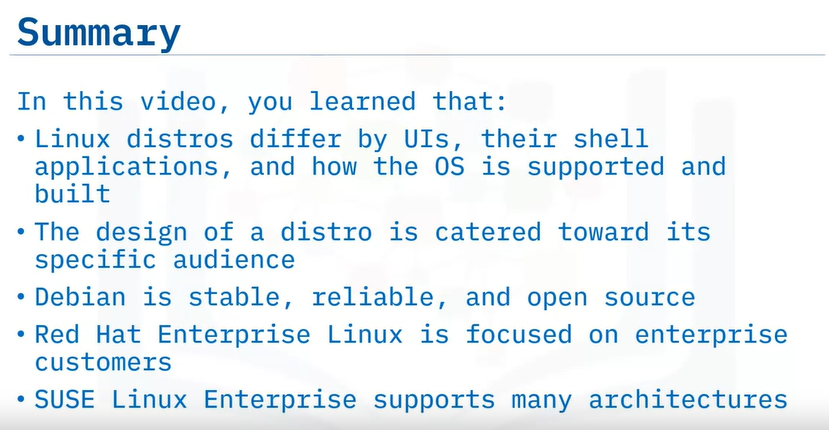 Summary
In this video, you learned that:
• Linux distros differ by UIs, their shell
applications, and how the OS is supported and
built
• The design of a distro is catered toward its
specific audience
• Debian is stable, reliable, and open source
• Red Hat Enterprise Linux is focused on enterprise
customers
• SUSE Linux Enterprise supports many architectures